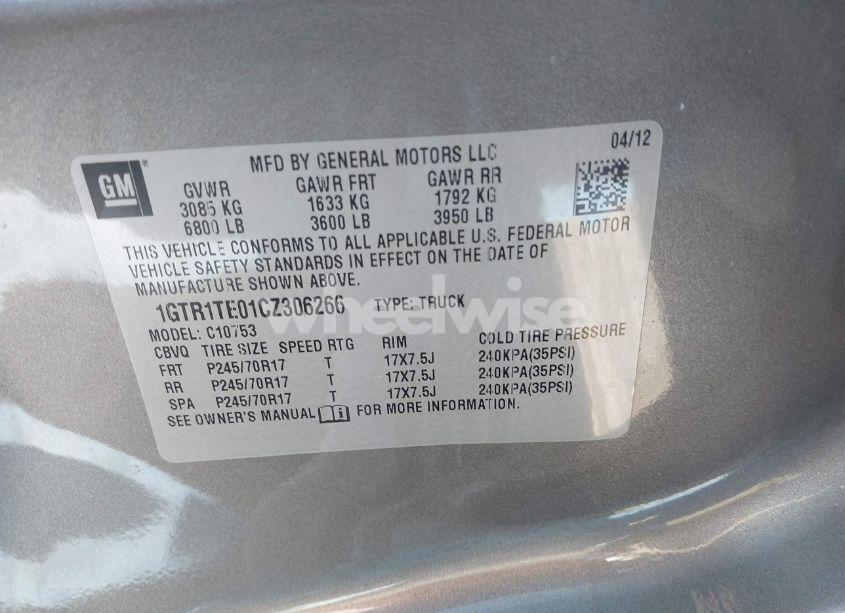 04/12
MFD BY GENERAL MOTORS LLC
GM
GVWR GAWR FRT GAWR RR
3085 KG 1633 KG 1792 KG
6800 LB 3600 LB 3950 LB
THIS VEHICLE CONFORMS TO ALL APPLICABLE U.S. FEDERAL MOTOR
VEHICLE SAFETY STANDARDS IN EFFECT ON THE DATE OF
MANUFACTURE SHOWN ABOVE.
1GTR1TE01CZ306266 TYPE: TRUCK
wheelwise
MODEL: C10753
CBVQ TIRE SIZE SPEED RTG RIM COLD TIRE PRESSURE
FRT P245/70R17 T 17X7.5J 240KPA(35PSI)
RR P245/70R17 T 17X7.5J 240KPA(35PSI)
SPA P245/70R17 T 17X7.5J 240KPA(35PSI)
SEE OWNER'S MANUAL FOR MORE INFORMATION.